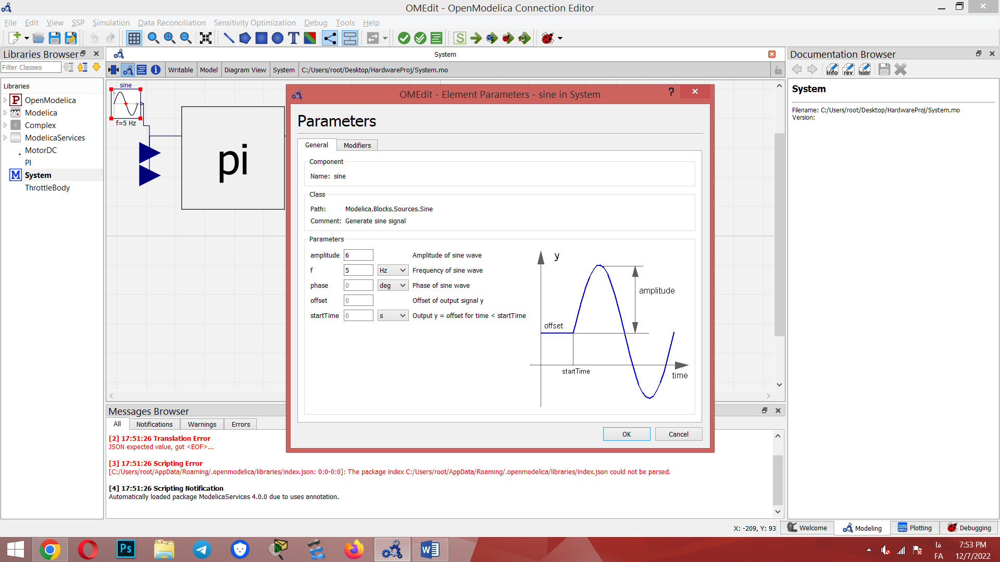 OMEdit - OpenModelica Connection Editor
File Edit View SSP Simulation Data Reconciliation Sensitivity Optimization Debug Tools Help
Libraries Browser
Filter Classes
Libraries
OpenModelica
Modelica
Complex
ModelicaServices
MotorDC
PI
System
ThrottleBody
System
Writable Model Diagram View System C:/Users/root/Desktop/HardwareProj/System.mo
sine
f=5 Hz
pi
OMEdit - Element Parameters - sine in System
Parameters
General Modifiers
Component
Name: sine
Class
Path: Modelica.Blocks.Sources.Sine
Comment: Generate sine signal
Parameters
amplitude 6 Amplitude of sine wave
f 5 Hz Frequency of sine wave
phase 0 deg Phase of sine wave
offset 0 Offset of output signal y
startTime 0 s Output y = offset for time < startTime
y
amplitude
offset
startTime
time
OK Cancel
Documentation Browser
info rev header
System
Filename: C:/Users/root/Desktop/HardwareProj/System.mo
Version:
Messages Browser
All Notifications Warnings Errors
[2] 17:51:26 Translation Error
JSON expected value, got <EOF>...
[3] 17:51:26 Scripting Error
[C:/Users/root/AppData/Roaming/.openmodelica/libraries/index.json: 0:0-0:0]: The package index C:/Users/root/AppData/Roaming/.openmodelica/libraries/index.json could not be parsed.
[4] 17:51:26 Scripting Notification
Automatically loaded package ModelicaServices 4.0.0 due to uses annotation.
X: -209, Y: 93 Welcome Modeling Plotting Debugging
Ps
فا
FA
7:53 PM
12/7/2022